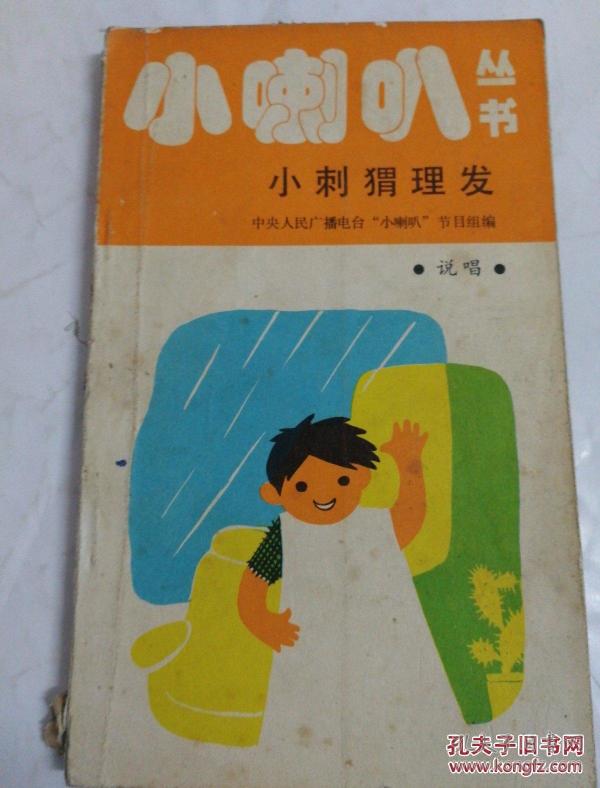 小喇叭丛书
小刺猬理发
中央人民广播电台“小喇叭”节目组编
●说唱●
孔夫子旧书网
www.kongfz.com